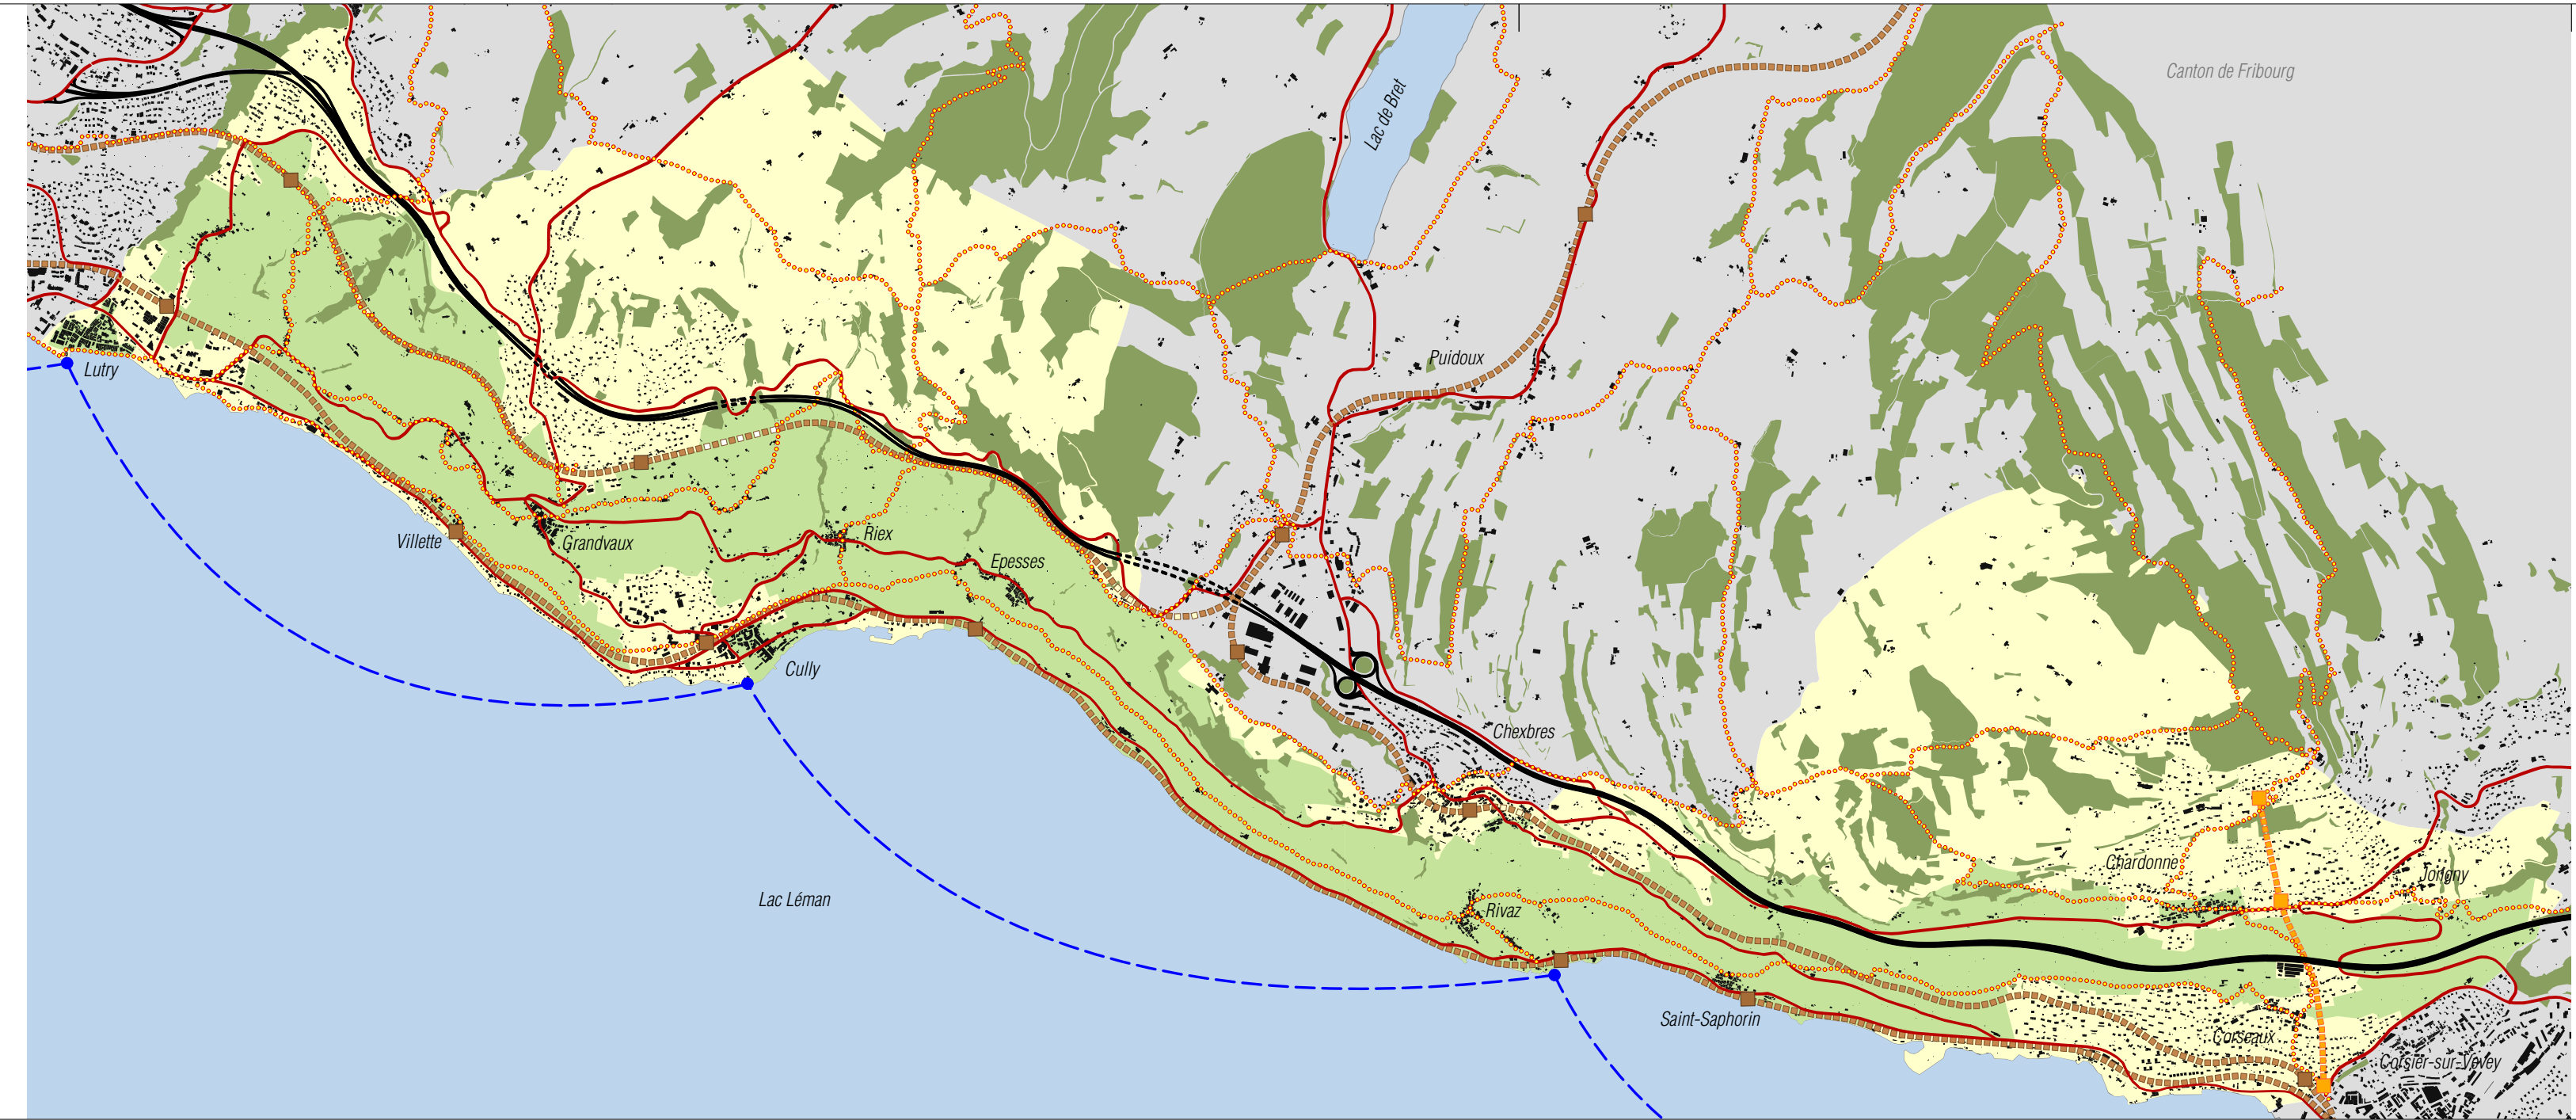 Canton de Fribourg
Lac de Bret
Puidoux
Lutry
Villette
Grandvaux
Riex
Epesses
Cully
Chexbres
Lac Léman
Rivaz
Chardonne
Jongny
Saint-Saphorin
Corseaux
Corsier-sur-Vevey